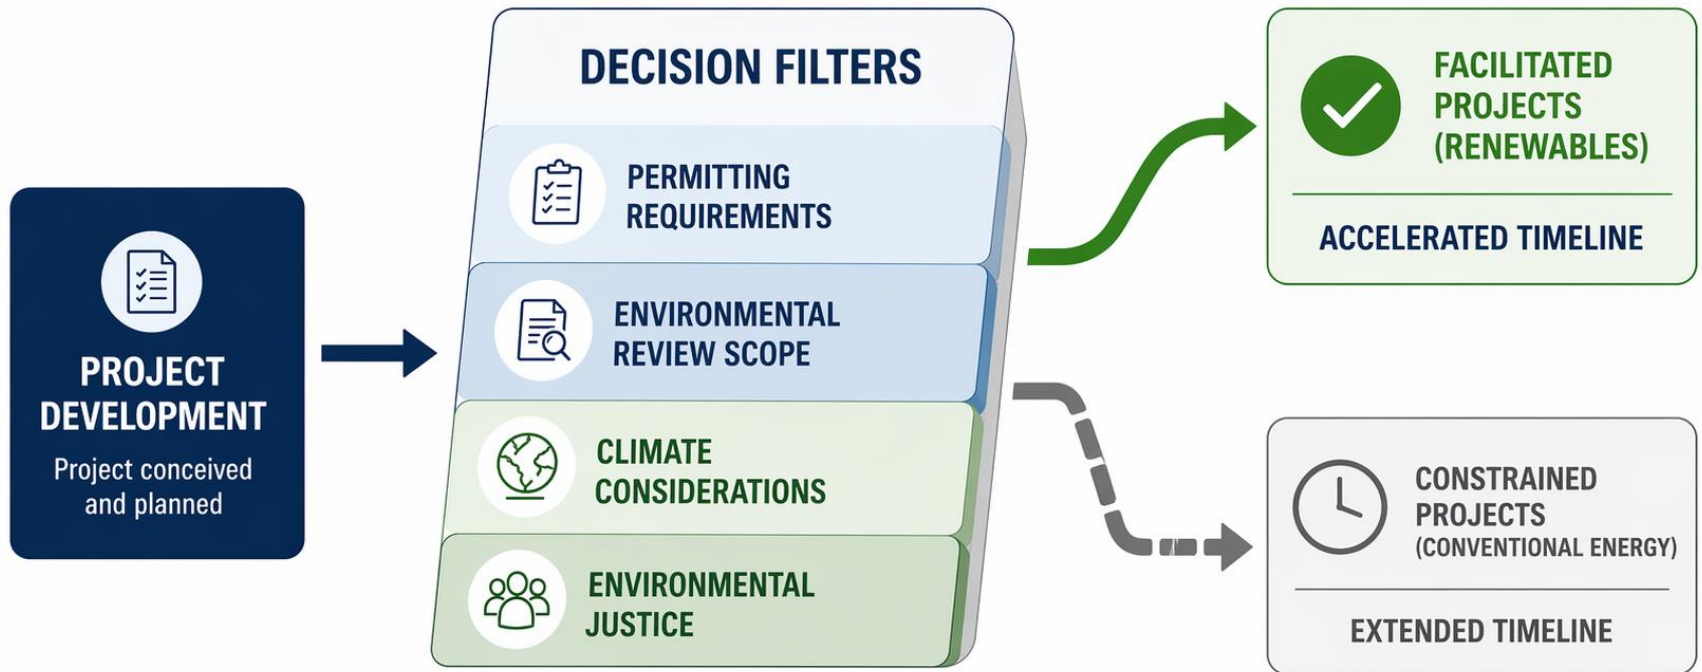 PROJECT
DEVELOPMENT
Project conceived
and planned
DECISION FILTERS
PERMITTING
REQUIREMENTS
ENVIRONMENTAL
REVIEW SCOPE
CLIMATE
CONSIDERATIONS
ENVIRONMENTAL
JUSTICE
FACILITATED
PROJECTS
(RENEWABLES)
ACCELERATED TIMELINE
CONSTRAINED
PROJECTS
(CONVENTIONAL ENERGY)
EXTENDED TIMELINE